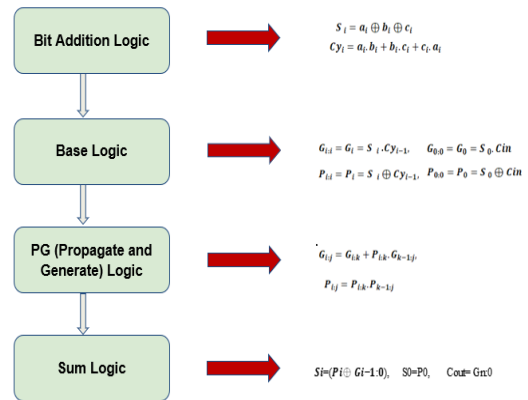 Bit Addition Logic
S i = aᵢ ⊕ bᵢ ⊕ cᵢ
Cyᵢ = aᵢ.bᵢ + bᵢ.cᵢ + cᵢ.aᵢ
Base Logic
Gᵢ:ᵢ = Gᵢ = S ᵢ .Cyᵢ₋₁, G₀:₀ = G₀ = S₀.Cin
Pᵢ:ᵢ = Pᵢ = S ᵢ ⊕ Cyᵢ₋₁, P₀:₀ = P₀ = S₀ ⊕ Cin
PG (Propagate and
Generate) Logic
Gᵢ:ⱼ = Gᵢ:ₖ + Pᵢ:ₖ.Gₖ₋₁:ⱼ,
Pᵢ:ⱼ = Pᵢ:ₖ.Pₖ₋₁:ⱼ
Sum Logic
Si=(Pi⊕ Gi−1:0), S0=P0, Cout= Gn:0